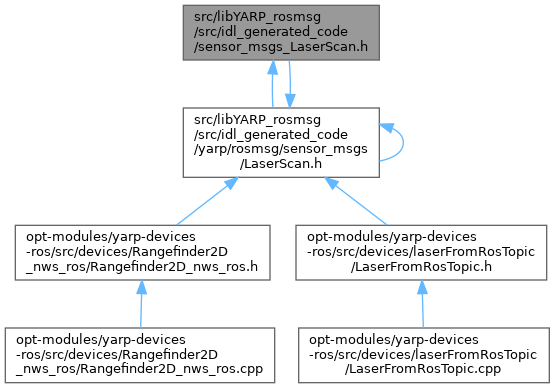 src/libYARP_rosmsg
/src/idl_generated_code
/sensor_msgs_LaserScan.h
src/libYARP_rosmsg
/src/idl_generated_code
/yarp/rosmsg/sensor_msgs
/LaserScan.h
opt-modules/yarp-devices
-ros/src/devices/Rangefinder2D
_nws_ros/Rangefinder2D_nws_ros.h
opt-modules/yarp-devices
-ros/src/devices/laserFromRosTopic
/LaserFromRosTopic.h
opt-modules/yarp-devices
-ros/src/devices/Rangefinder2D
_nws_ros/Rangefinder2D_nws_ros.cpp
opt-modules/yarp-devices
-ros/src/devices/laserFromRosTopic
/LaserFromRosTopic.cpp